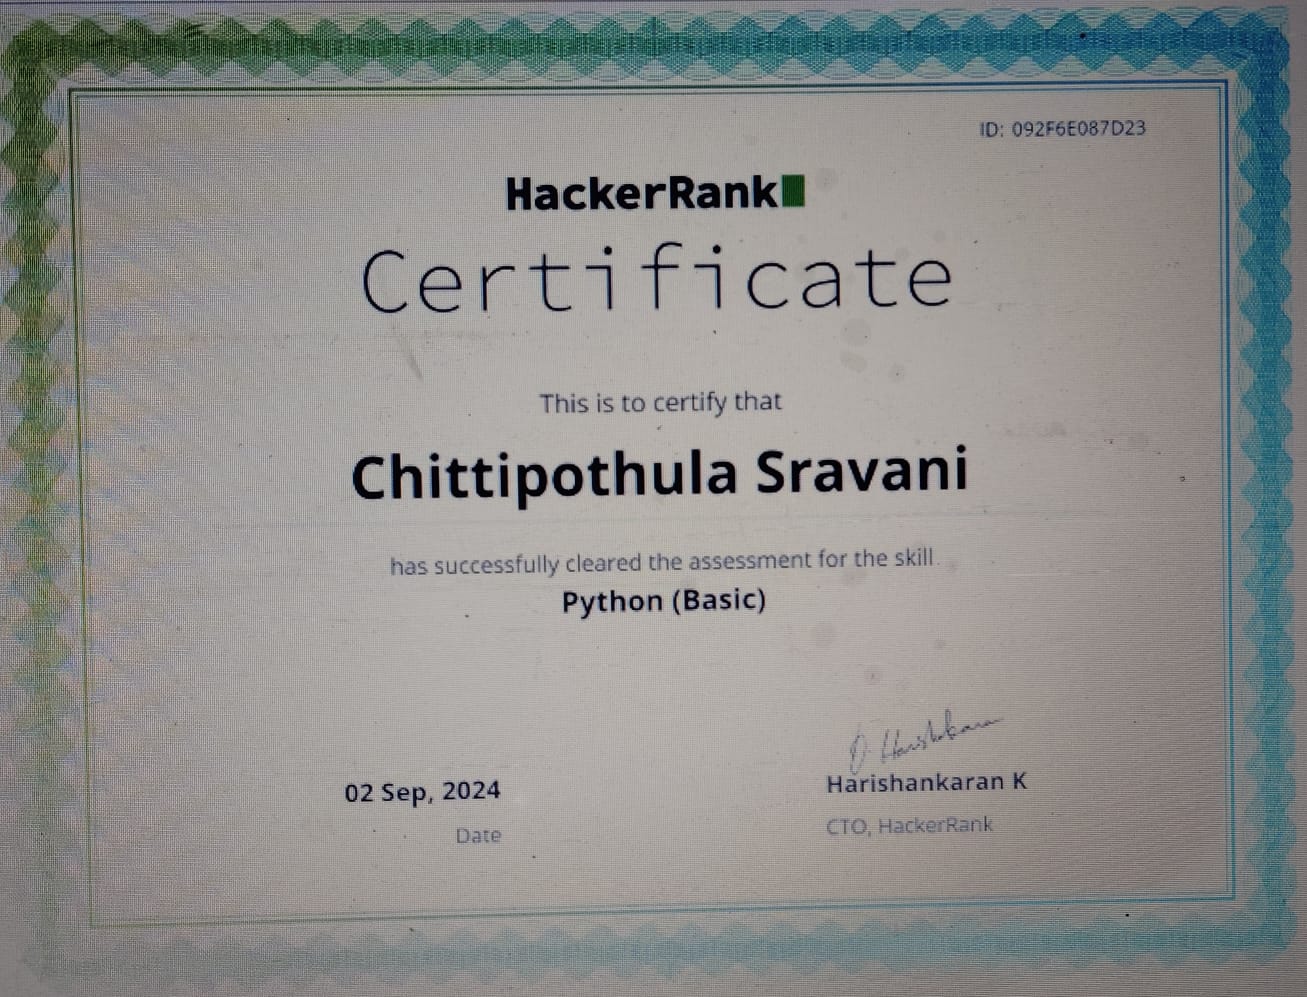 ID: 092F6E087D23
HackerRank
Certificate
This is to certify that
Chittipothula Sravani
has successfully cleared the assessment for the skill
Python (Basic)
Harishankaran K
02 Sep, 2024
CTO, HackerRank
Date